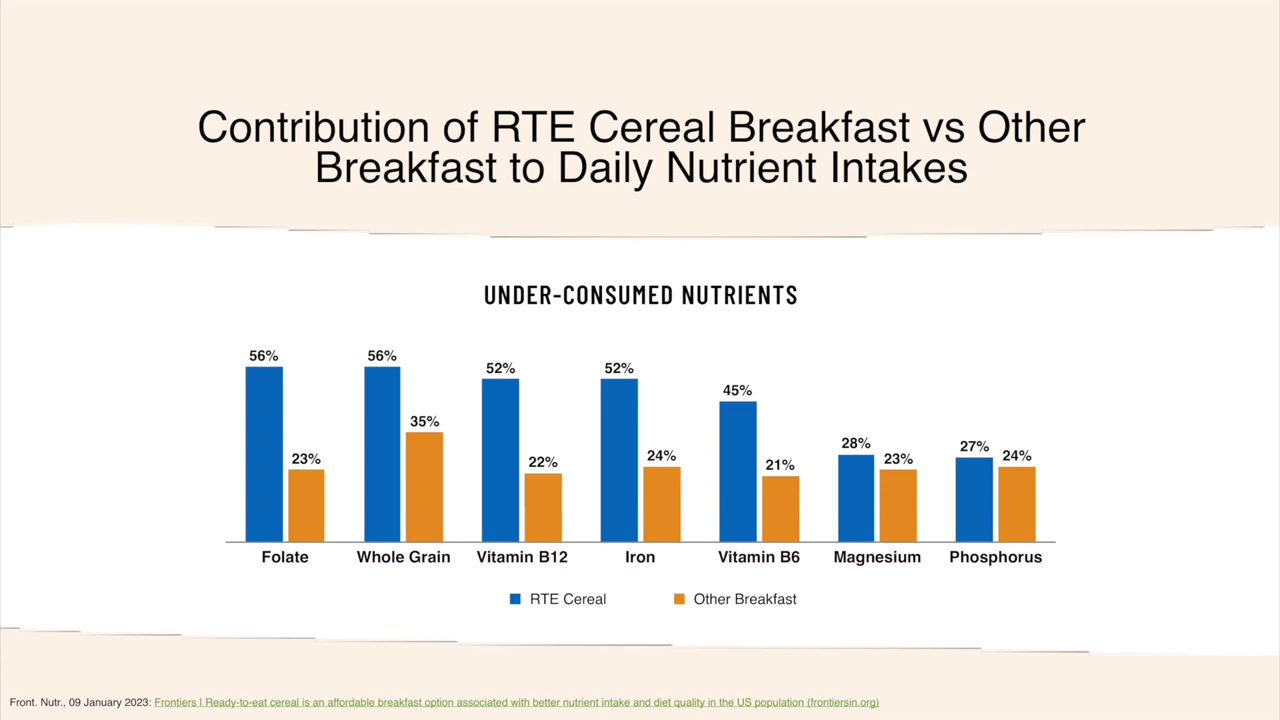 Contribution of RTE Cereal Breakfast vs Other
Breakfast to Daily Nutrient Intakes
UNDER-CONSUMED NUTRIENTS
56% 23% 56% 35% 52% 22% 52% 24% 45% 21% 28% 23% 27% 24%
Folate Whole Grain Vitamin B12 Iron Vitamin B6 Magnesium Phosphorus
RTE Cereal Other Breakfast
Front. Nutr., 09 January 2023: Frontiers | Ready-to-eat cereal is an affordable breakfast option associated with better nutrient intake and diet quality in the US population (frontiersin.org)